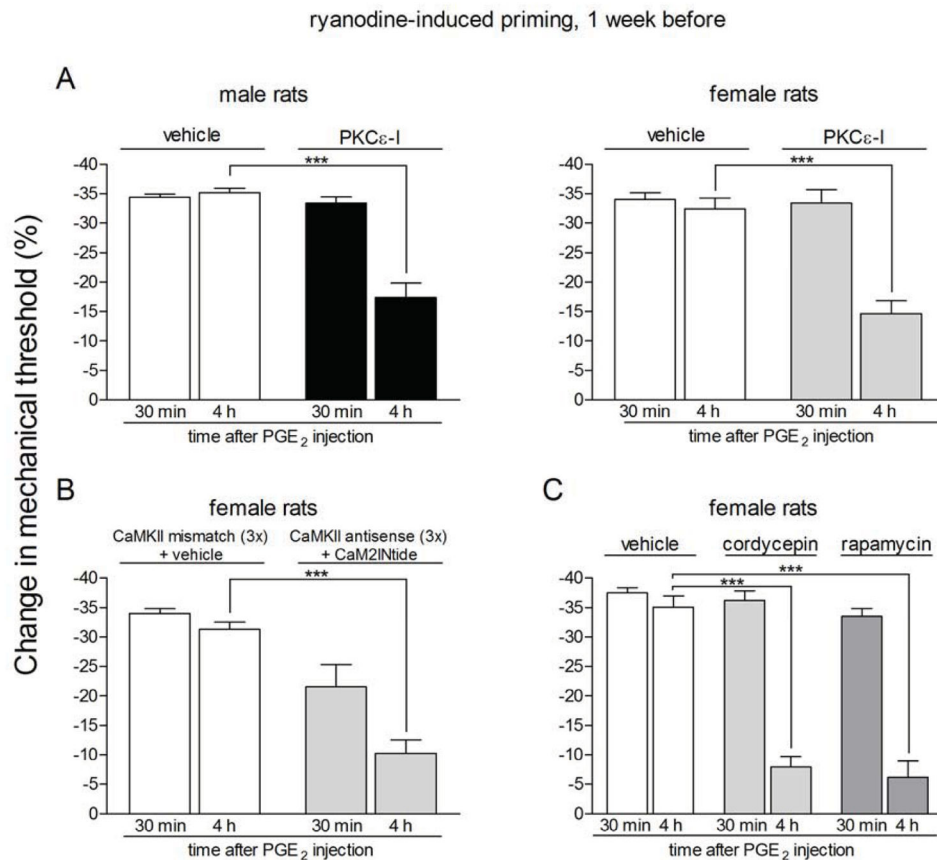 ryanodine-induced priming, 1 week before
Change in mechanical threshold (%)
A
male rats
vehicle PKCε-I
***
-40
-35
-30
-25
-20
-15
-10
-5
0
30 min 4 h 30 min 4 h
time after PGE2 injection
female rats
vehicle PKCε-I
***
-40
-35
-30
-25
-20
-15
-10
-5
0
30 min 4 h 30 min 4 h
time after PGE2 injection
B
female rats
CaMKII mismatch (3x)
+ vehicle
CaMKII antisense (3x)
+ CaM2INtide
***
-40
-35
-30
-25
-20
-15
-10
-5
0
30 min 4 h 30 min 4 h
time after PGE2 injection
C
female rats
vehicle cordycepin rapamycin
***
***
-40
-35
-30
-25
-20
-15
-10
-5
0
30 min 4 h 30 min 4 h 30 min 4 h
time after PGE2 injection